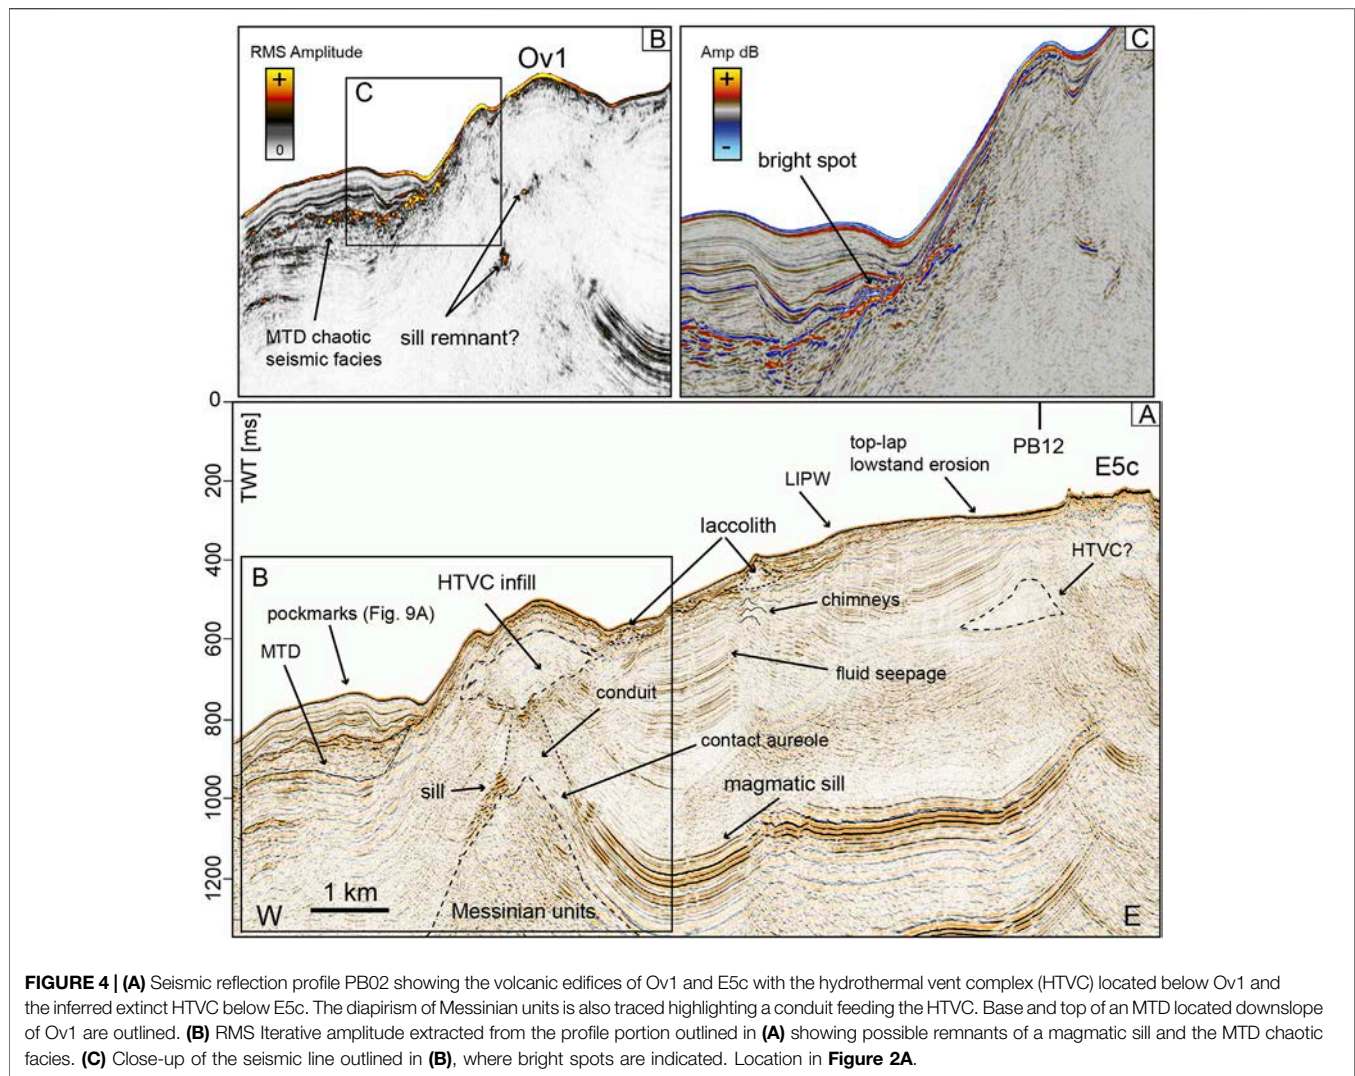 RMS Amplitude
+
0
Ov1
B
C
MTD chaotic
seismic facies
sill remnant?
Amp dB
+
-
C
bright spot
A
TWT [ms]
0
200
400
600
800
1000
1200
PB12
E5c
top-lap
lowstand erosion
LIPW
laccolith
HTVC?
B
HTVC infill
chimneys
pockmarks (Fig. 9A)
MTD
fluid seepage
conduit
contact aureole
sill
magmatic sill
1 km
W
Messinian units
E
FIGURE 4 | (A) Seismic reflection profile PB02 showing the volcanic edifices of Ov1 and E5c with the hydrothermal vent complex (HTVC) located below Ov1 and
the inferred extinct HTVC below E5c. The diapirism of Messinian units is also traced highlighting a conduit feeding the HTVC. Base and top of an MTD located downslope
of Ov1 are outlined. (B) RMS Iterative amplitude extracted from the profile portion outlined in (A) showing possible remnants of a magmatic sill and the MTD chaotic
facies. (C) Close-up of the seismic line outlined in (B), where bright spots are indicated. Location in Figure 2A.